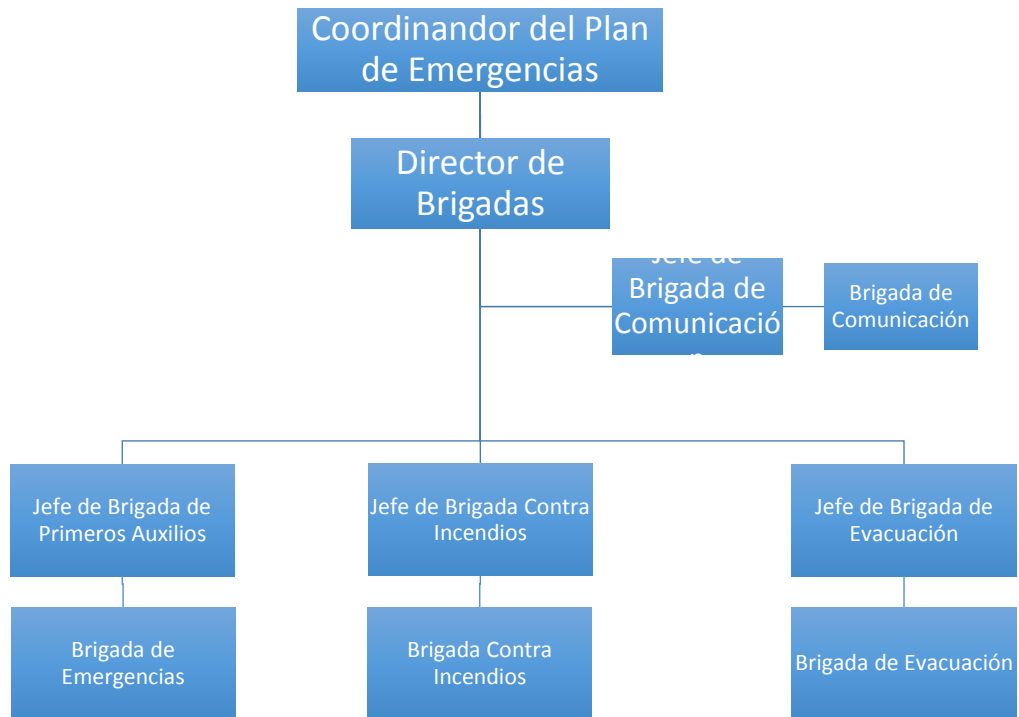 Coordinandor del Plan
de Emergencias
Director de
Brigadas
Jefe de
Brigada de
Comunicació
n
Brigada de
Comunicación
Jefe de Brigada de
Primeros Auxilios
Jefe de Brigada Contra
Incendios
Jefe de Brigada de
Evacuación
Brigada de
Emergencias
Brigada Contra
Incendios
Brigada de Evacuación